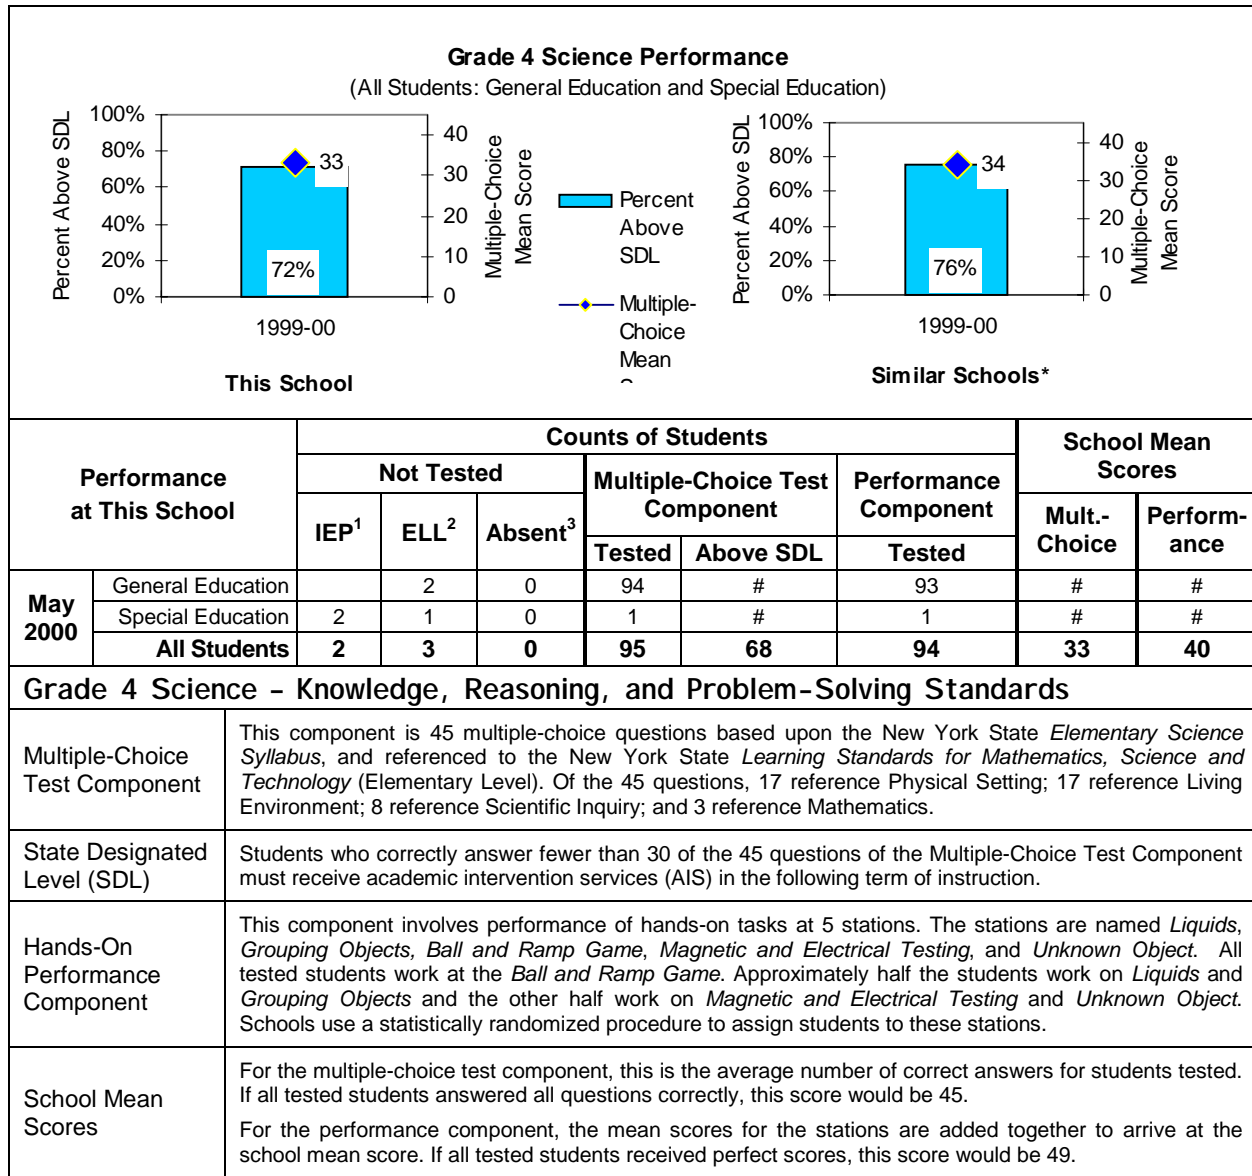 Grade 4 Science Performance
(All Students: General Education and Special Education)
Percent Above SDL
100%
80%
60%
40%
20%
0%
33
72%
1999-00
40
30
20
10
0
Multiple-Choice
Mean Score
This School
Percent
Above
SDL
Multiple-
Choice
Mean
Percent Above SDL
100%
80%
60%
40%
20%
0%
34
76%
1999-00
40
30
20
10
0
Multiple-Choice
Mean Score
Similar Schools*
Performance
at This School
Counts of Students
School Mean
Scores
Not Tested
Multiple-Choice Test
Component
Performance
Component
IEP1 ELL2 Absent3
Tested Above SDL Tested
Mult.-
Choice
Perform-
ance
May
2000
General Education 2 0 94 # 93 # #
Special Education 2 1 0 1 # 1 # #
All Students 2 3 0 95 68 94 33 40
Grade 4 Science – Knowledge, Reasoning, and Problem-Solving Standards
Multiple-Choice
Test Component
This component is 45 multiple-choice questions based upon the New York State Elementary Science
Syllabus, and referenced to the New York State Learning Standards for Mathematics, Science and
Technology (Elementary Level). Of the 45 questions, 17 reference Physical Setting; 17 reference Living
Environment; 8 reference Scientific Inquiry; and 3 reference Mathematics.
State Designated
Level (SDL)
Students who correctly answer fewer than 30 of the 45 questions of the Multiple-Choice Test Component
must receive academic intervention services (AIS) in the following term of instruction.
Hands-On
Performance
Component
This component involves performance of hands-on tasks at 5 stations. The stations are named Liquids,
Grouping Objects, Ball and Ramp Game, Magnetic and Electrical Testing, and Unknown Object. All
tested students work at the Ball and Ramp Game. Approximately half the students work on Liquids and
Grouping Objects and the other half work on Magnetic and Electrical Testing and Unknown Object.
Schools use a statistically randomized procedure to assign students to these stations.
School Mean
Scores
For the multiple-choice test component, this is the average number of correct answers for students tested.
If all tested students answered all questions correctly, this score would be 45.
For the performance component, the mean scores for the stations are added together to arrive at the
school mean score. If all tested students received perfect scores, this score would be 49.